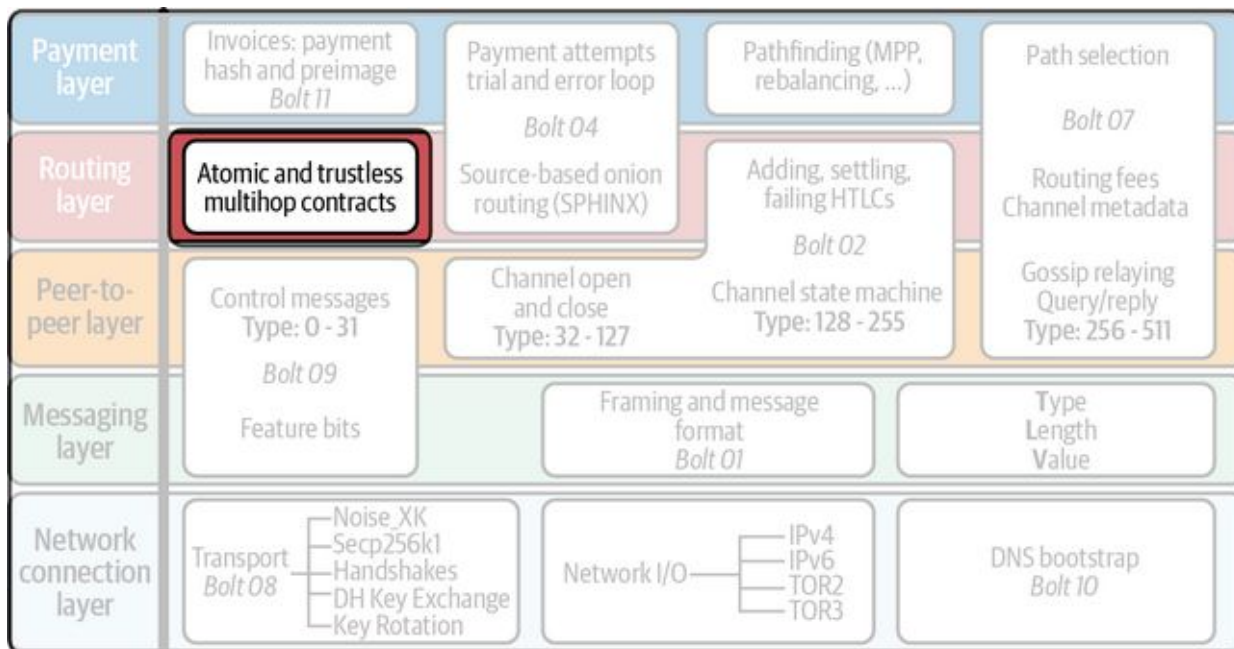 Payment
layer
Invoices: payment
hash and preimage
Bolt 11
Payment attempts
trial and error loop
Bolt 04
Source-based onion
routing (SPHINX)
Pathfinding (MPP,
rebalancing, ...)
Path selection
Bolt 07
Routing fees
Channel metadata
Gossip relaying
Query/reply
Type: 256 - 511
Routing
layer
Atomic and trustless
multihop contracts
Adding, settling,
failing HTLCs
Bolt 02
Channel state machine
Type: 128 - 255
Peer-to-
peer layer
Control messages
Type: 0 - 31
Bolt 09
Feature bits
Channel open
and close
Type: 32 - 127
Messaging
layer
Framing and message
format
Bolt 01
Type
Length
Value
Network
connection
layer
Transport
Bolt 08
Noise_XK
Secp256k1
Handshakes
DH Key Exchange
Key Rotation
Network I/O
IPv4
IPv6
TOR2
TOR3
DNS bootstrap
Bolt 10